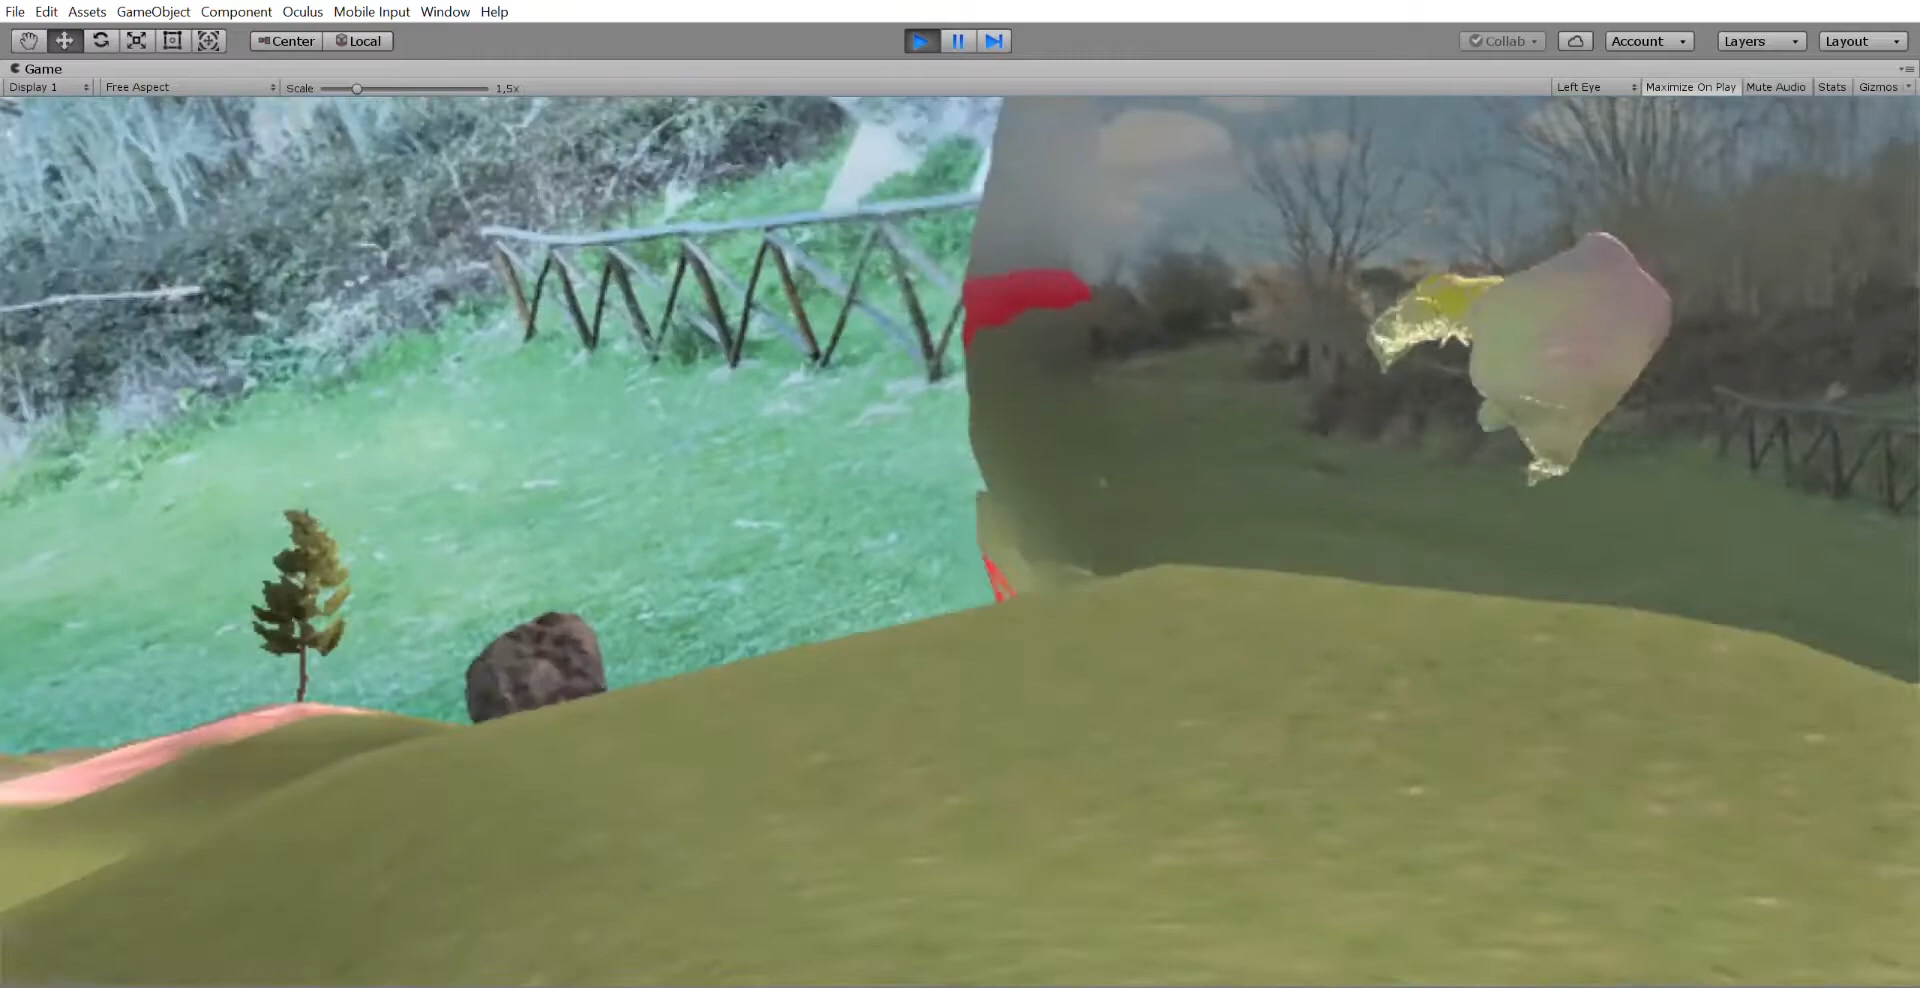 File Edit Assets GameObject Component Oculus Mobile Input Window Help
Center Local Collab Account Layers Layout
Game
Display 1 Free Aspect Scale 1,5x Left Eye Maximize On Play Mute Audio Stats Gizmos